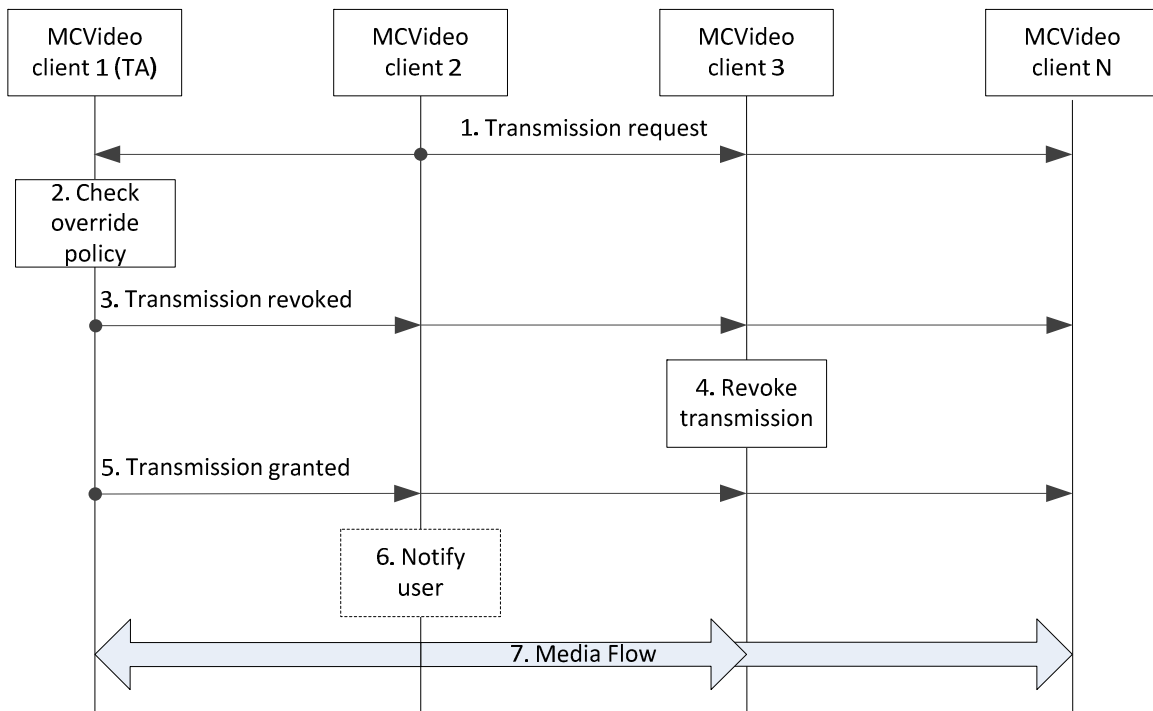 MCVideo
client 1 (TA)
MCVideo
client 2
MCVideo
client 3
MCVideo
client N
1. Transmission request
2. Check
override
policy
3. Transmission revoked
4. Revoke
transmission
5. Transmission granted
6. Notify
user
7. Media Flow